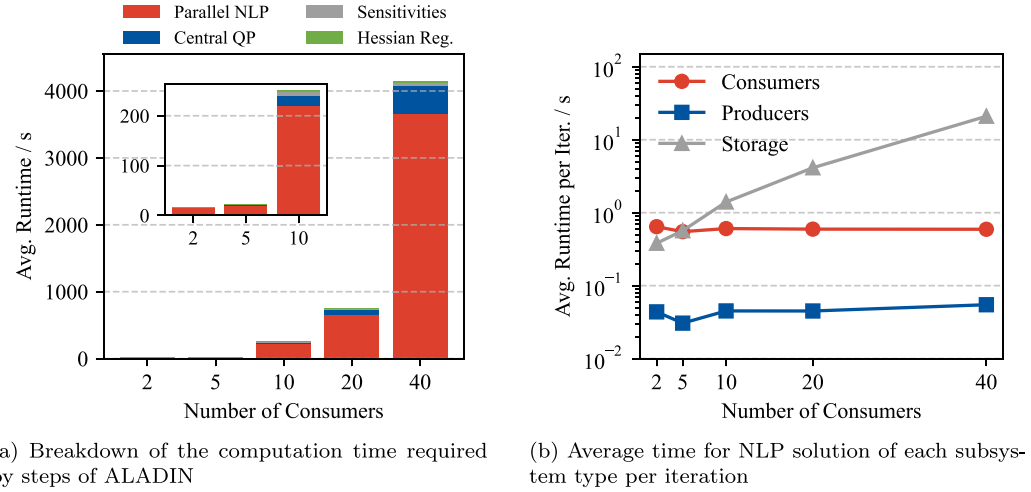 Parallel NLP
Sensitivities
Central QP
Hessian Reg.
Avg. Runtime / s
4000
3000
2000
1000
0
200
100
0
2 5 10
2 5 10 20 40
Number of Consumers
a) Breakdown of the computation time required
by steps of ALADIN
Avg. Runtime per Iter. / s
10²
10¹
10⁰
10⁻¹
10⁻²
Consumers
Producers
Storage
2 5 10 20 40
Number of Consumers
(b) Average time for NLP solution of each subsys-
tem type per iteration